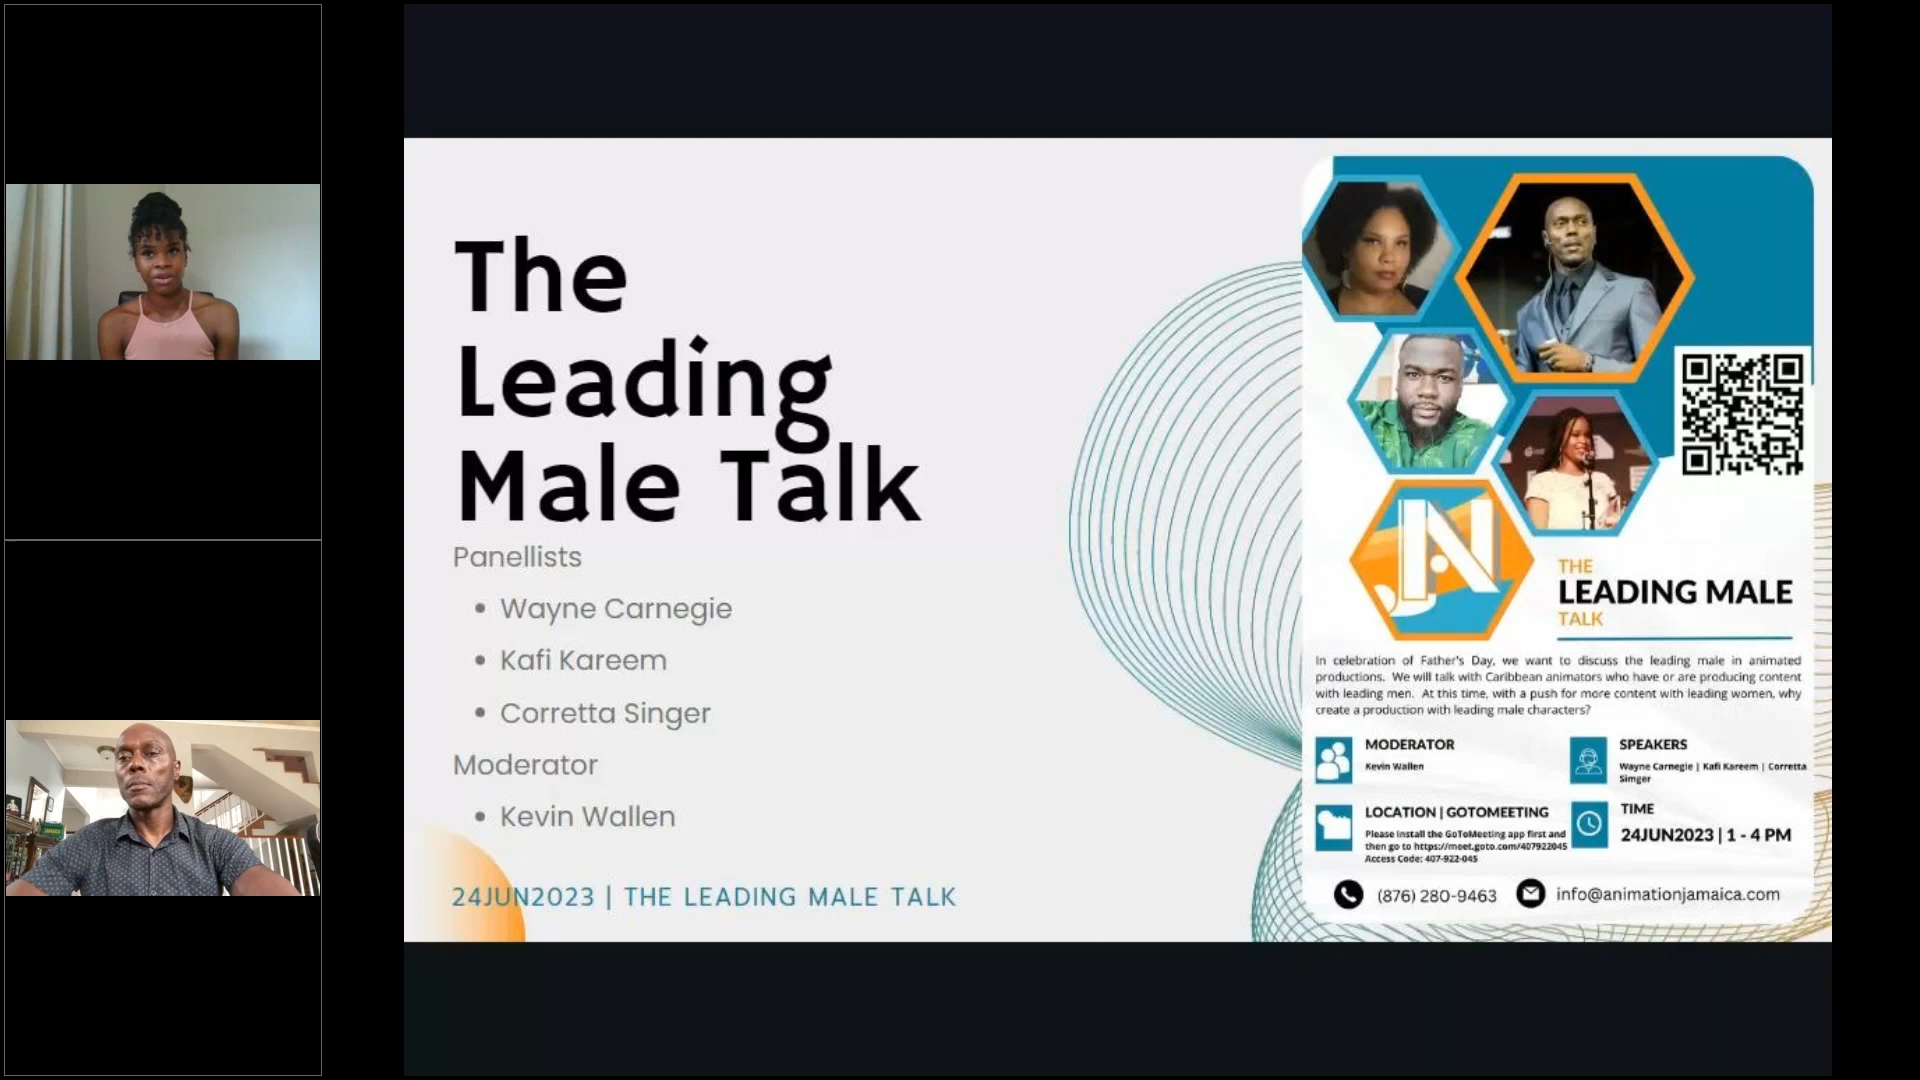 The
Leading
Male Talk
Panellists
• Wayne Carnegie
• Kafi Kareem
• Corretta Singer
Moderator
• Kevin Wallen
24JUN2023 | THE LEADING MALE TALK
THE
LEADING MALE
TALK
In celebration of Father's Day, we want to discuss the leading male in animated
productions. We will talk with Caribbean animators who have or are producing content
with leading men. At this time, with a push for more content with leading women, why
create a production with leading male characters?
MODERATOR
Kevin Wallen
SPEAKERS
Wayne Carnegie | Kafi Kareem | Corretta
Simger
LOCATION | GOTOMEETING
Please install the GoToMeeting app first and
then go to https://meet.goto.com/407922045
Access Code: 407-922-045
TIME
24JUN2023 | 1 - 4 PM
(876) 280-9463
info@animationjamaica.com